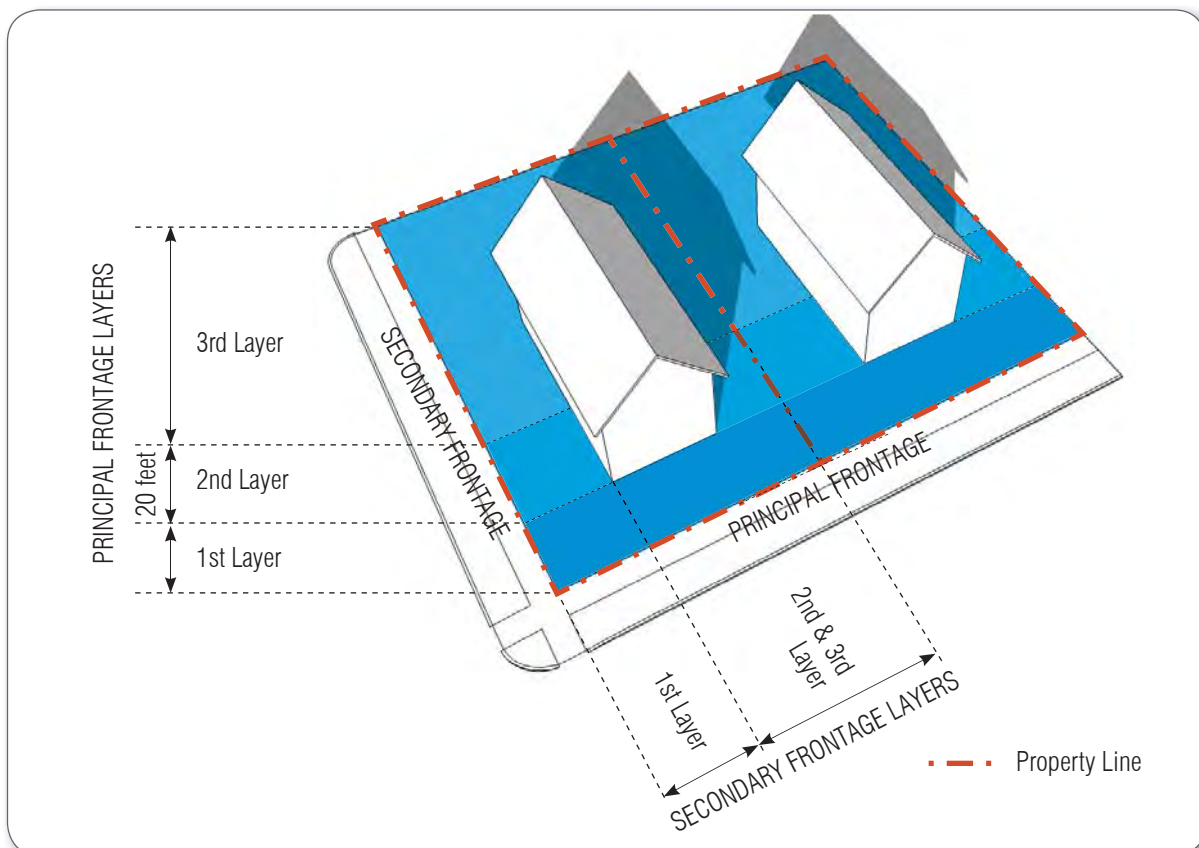 PRINCIPAL FRONTAGE LAYERS
3rd Layer
20 feet
2nd Layer
1st Layer
SECONDARY FRONTAGE
PRINCIPAL FRONTAGE
1st Layer
2nd & 3rd
Layer
SECONDARY FRONTAGE LAYERS
Property Line